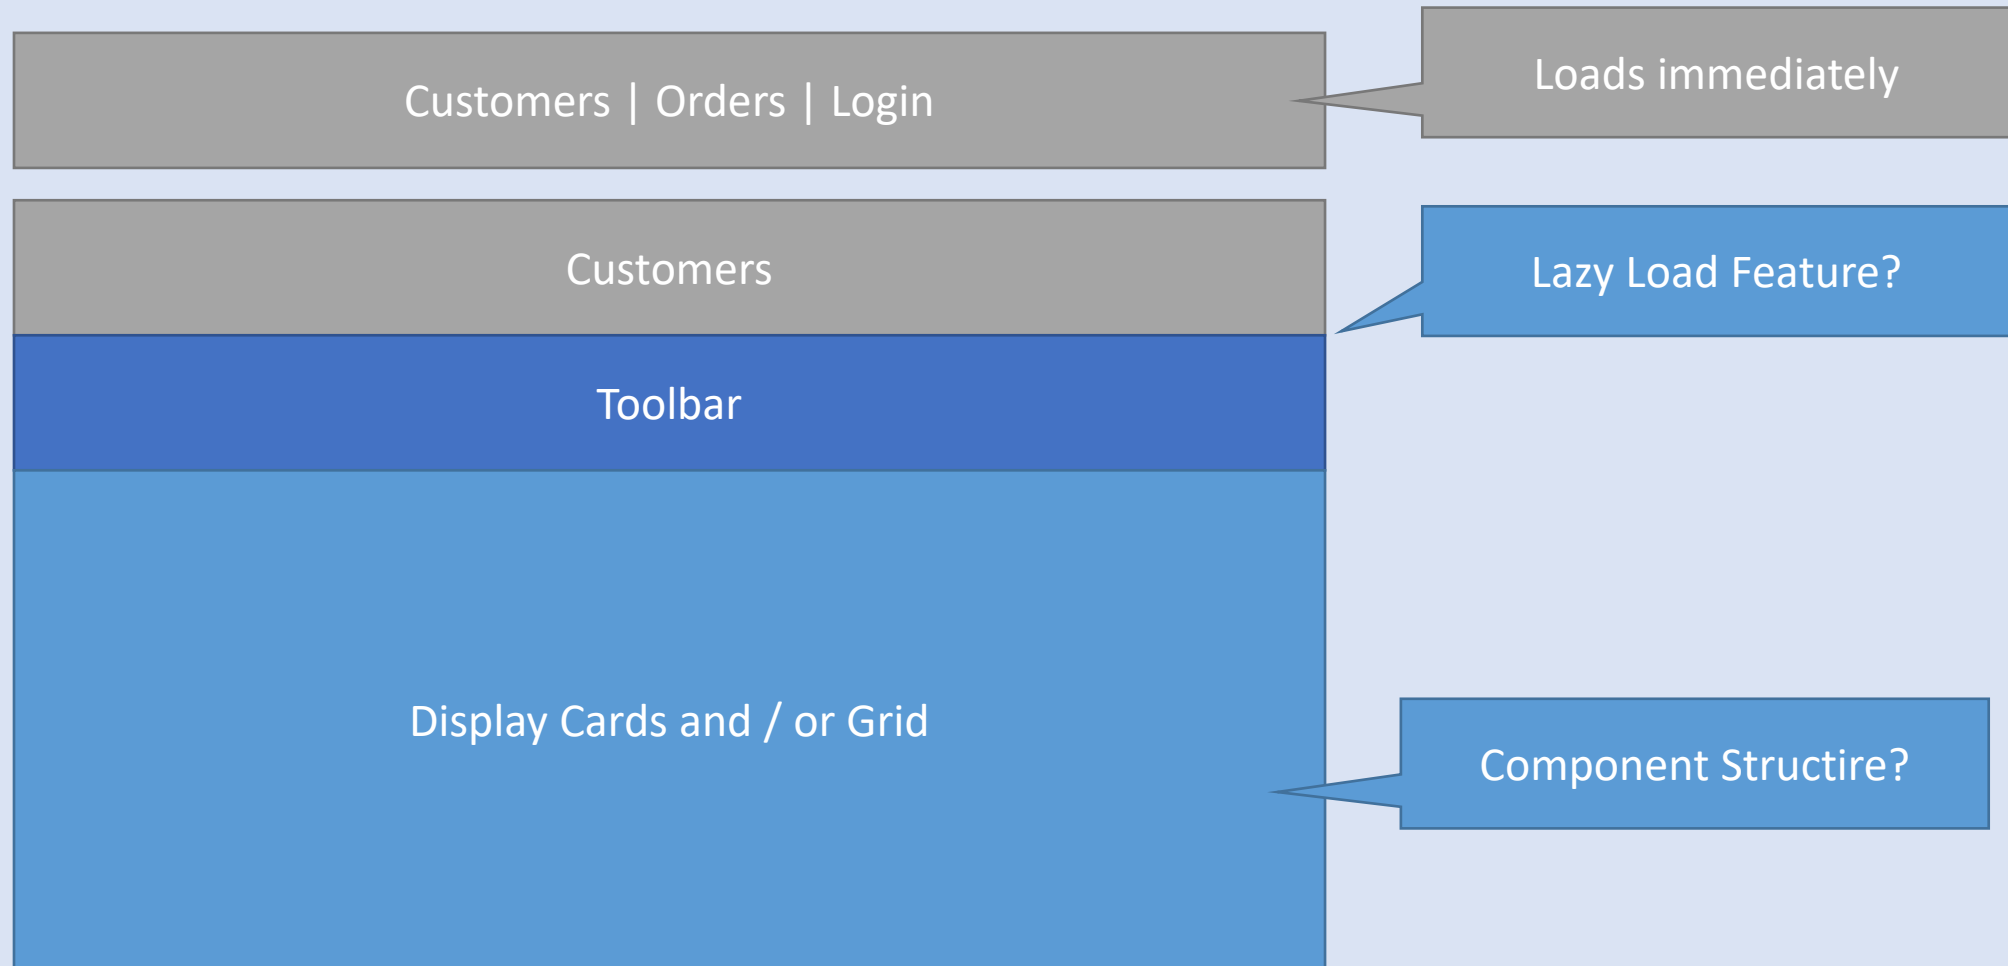 Customers | Orders | Login
Loads immediately
Customers
Lazy Load Feature?
Toolbar
Display Cards and / or Grid
Component Structire?